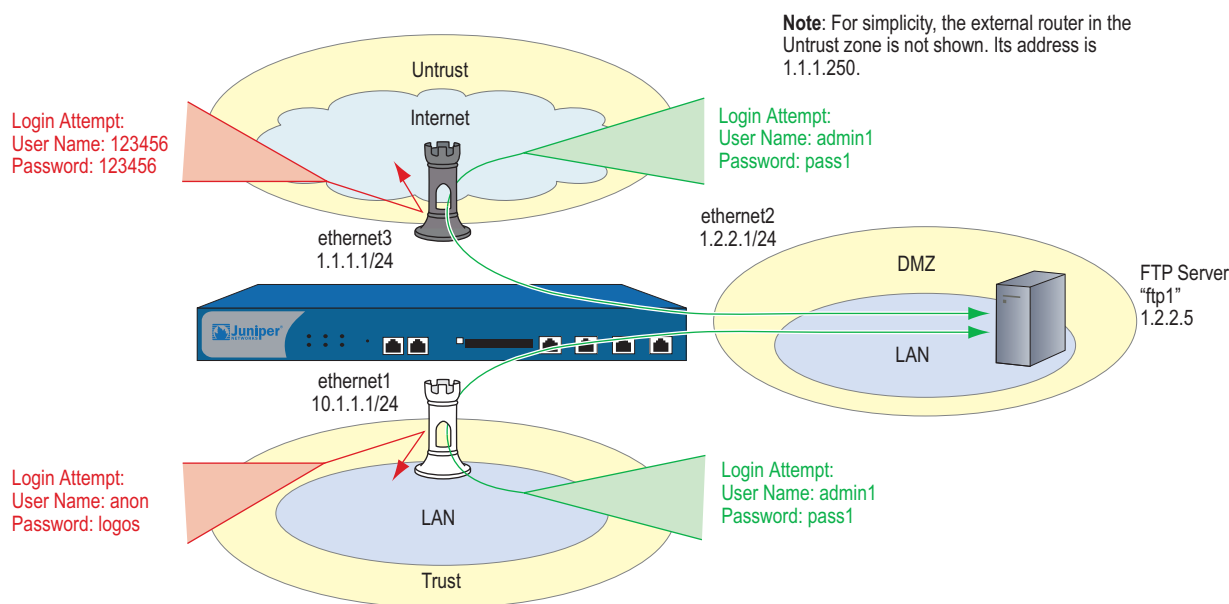 Note: For simplicity, the external router in the
Untrust zone is not shown. Its address is
1.1.1.250.
Untrust
Internet
Login Attempt:
User Name: 123456
Password: 123456
Login Attempt:
User Name: admin1
Password: pass1
ethernet3
1.1.1.1/24
ethernet2
1.2.2.1/24
DMZ
LAN
FTP Server
“ftp1”
1.2.2.5
Juniper
NETWORKS
ethernet1
10.1.1.1/24
Login Attempt:
User Name: anon
Password: logos
Login Attempt:
User Name: admin1
Password: pass1
LAN
Trust